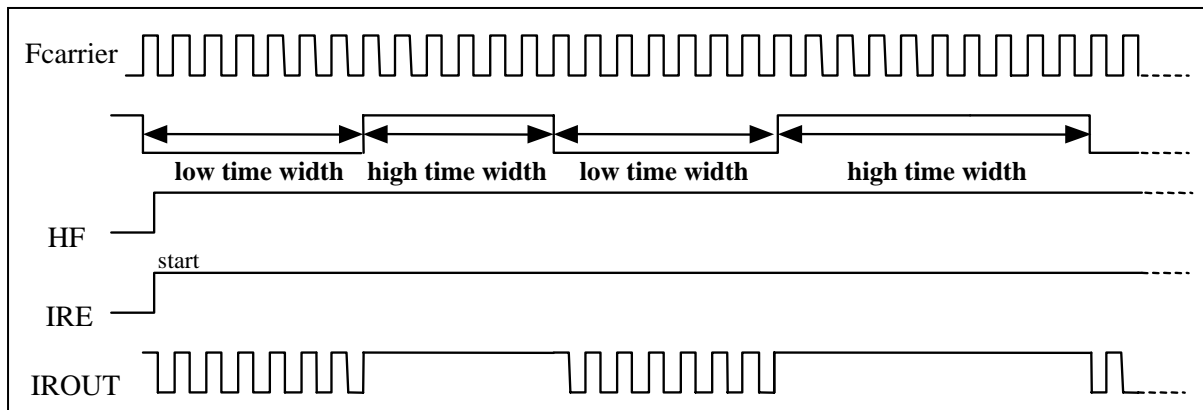 Fcarrier
low time width high time width low time width high time width
HF
start
IRE
IROUT